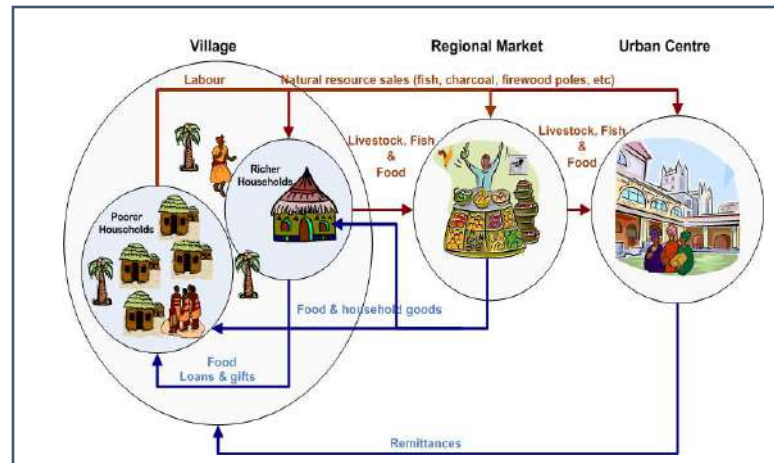 Village
Regional Market
Urban Centre
Labour
Natural resource sales (fish, charcoal, firewood poles, etc)
Livestock, Fish
&
Food
Livestock, Fish
&
Food
Richer
Households
Poorer
Households
Food & household goods
Food
Loans & gifts
Remittances